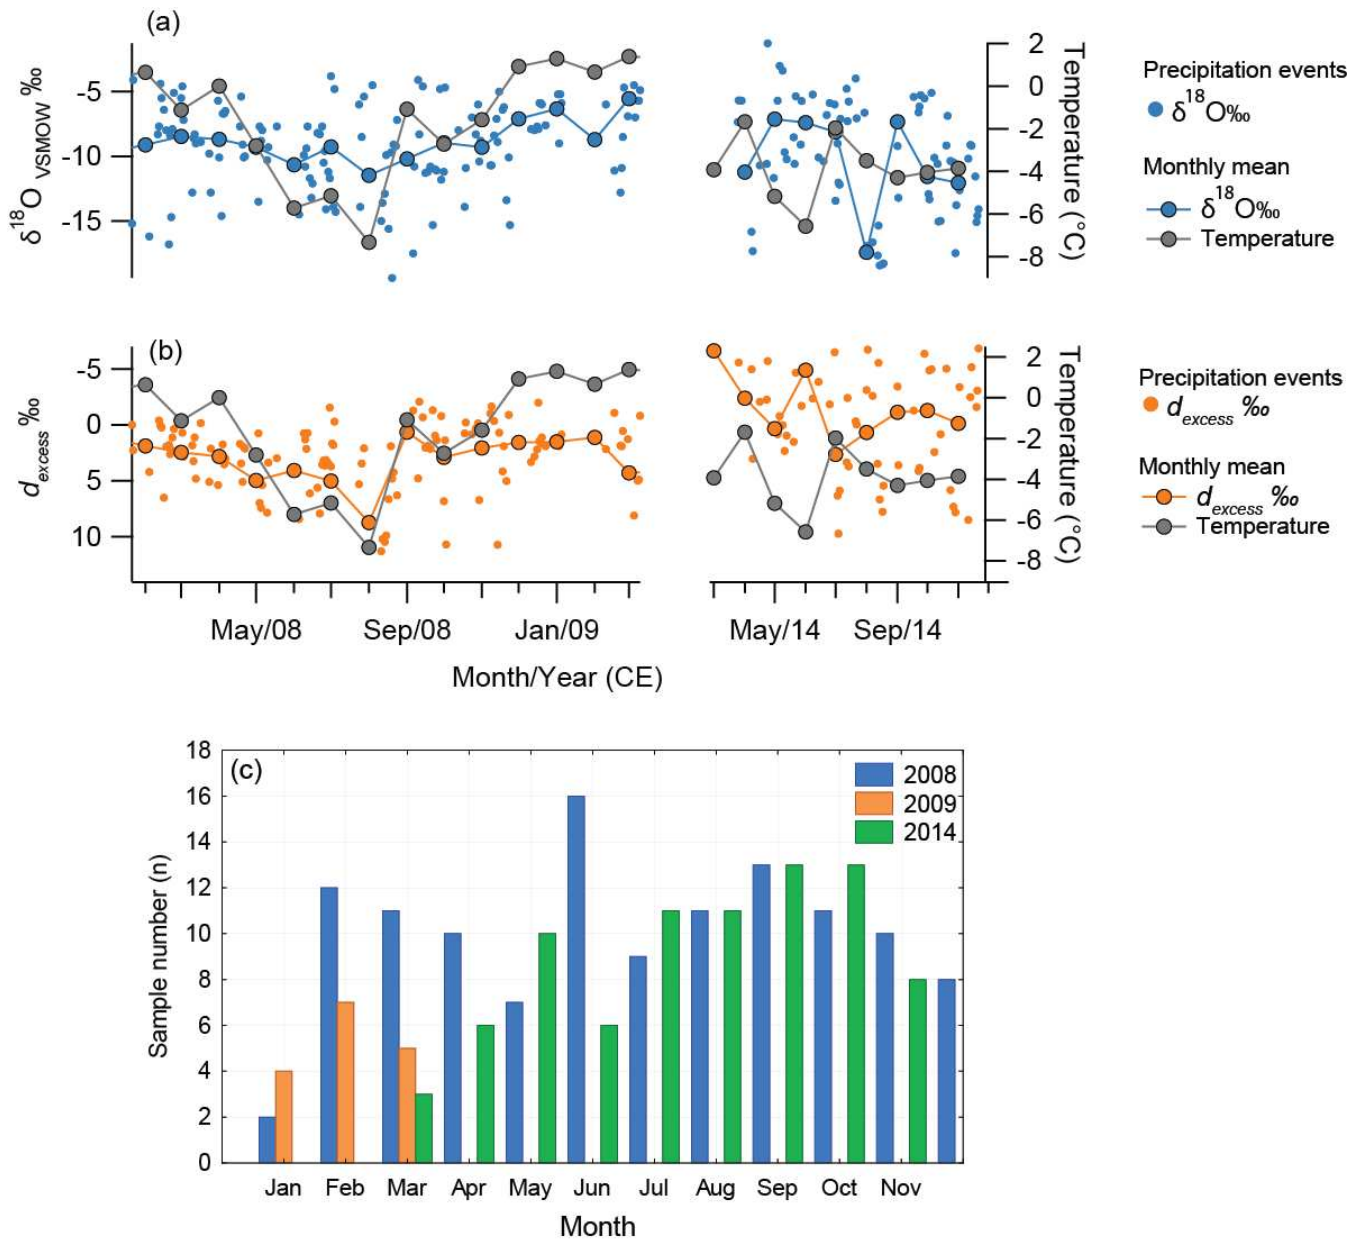 (a)
δ18O VSMOW ‰
-5
-10
-15
2
0
-2
-4
-6
-8
Temperature (°C)
Precipitation events
δ18O‰
Monthly mean
δ18O‰
Temperature
(b)
dexcess ‰
-5
0
5
10
2
0
-2
-4
-6
-8
Temperature (°C)
Precipitation events
dexcess ‰
Monthly mean
dexcess ‰
Temperature
May/08 Sep/08 Jan/09 May/14 Sep/14
Month/Year (CE)
(c)
2008
2009
2014
Sample number (n)
18
16
14
12
10
8
6
4
2
0
Jan Feb Mar Apr May Jun Jul Aug Sep Oct Nov
Month